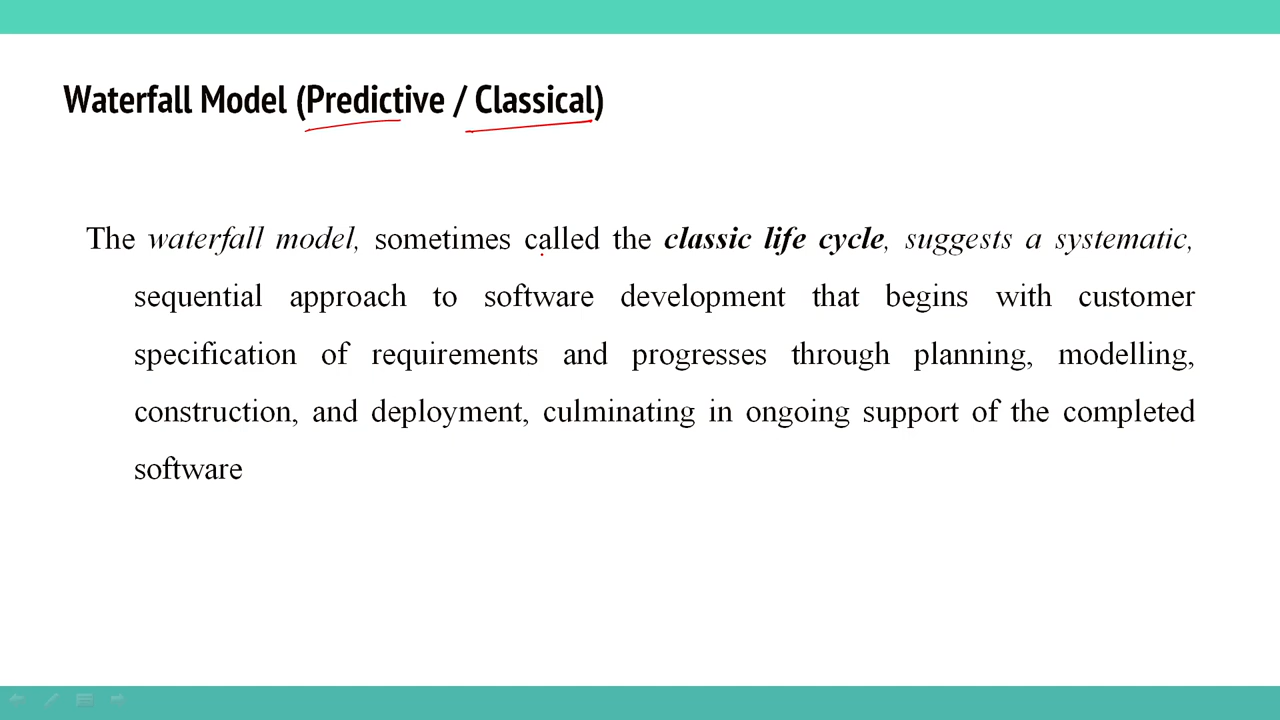 Waterfall Model (Predictive / Classical)
The waterfall model, sometimes called the classic life cycle, suggests a systematic,
sequential approach to software development that begins with customer
specification of requirements and progresses through planning, modelling,
construction, and deployment, culminating in ongoing support of the completed
software